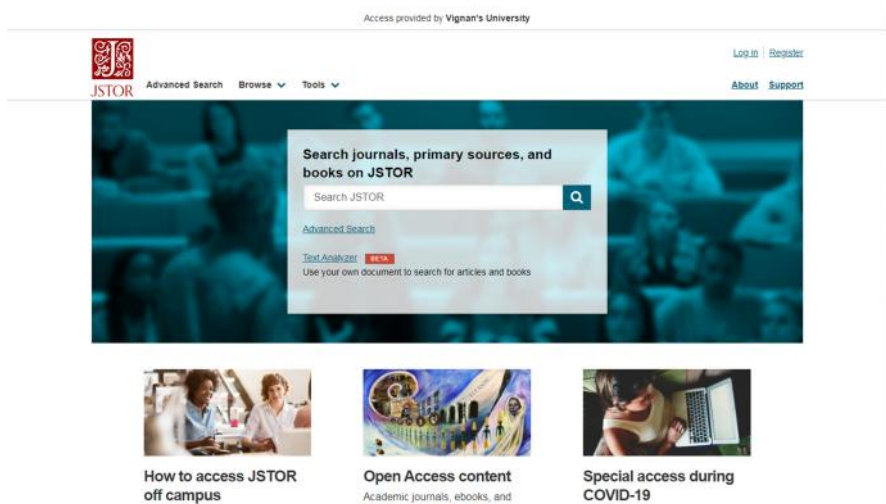 Access provided by Vignan's University
Log in Register
JSTOR
Advanced Search Browse Tools
About Support
Search journals, primary sources, and
books on JSTOR
Search JSTOR
Advanced Search
Text Analyzer BETA
Use your own document to search for articles and books
How to access JSTOR
off campus
Open Access content
Academic journals, ebooks, and
Special access during
COVID-19